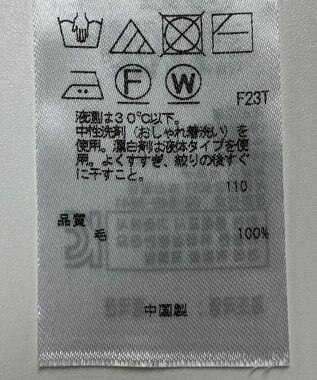 F
W
F23T
液温は30℃以下。
中性洗剤（おしゃれ着洗い）を
使用。漂白剤は液体タイプを使
用。よくすすぎ、絞りの後すぐ
に干すこと。
110
品質
毛 100%
中国製